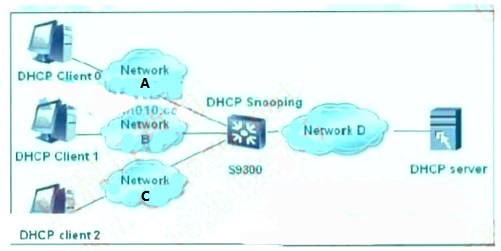 DHCP Client 0
Network
A
DHCP Snooping
Network
B
DHCP Client 1
Network D
S9300
DHCP server
Network
C
DHCP client 2